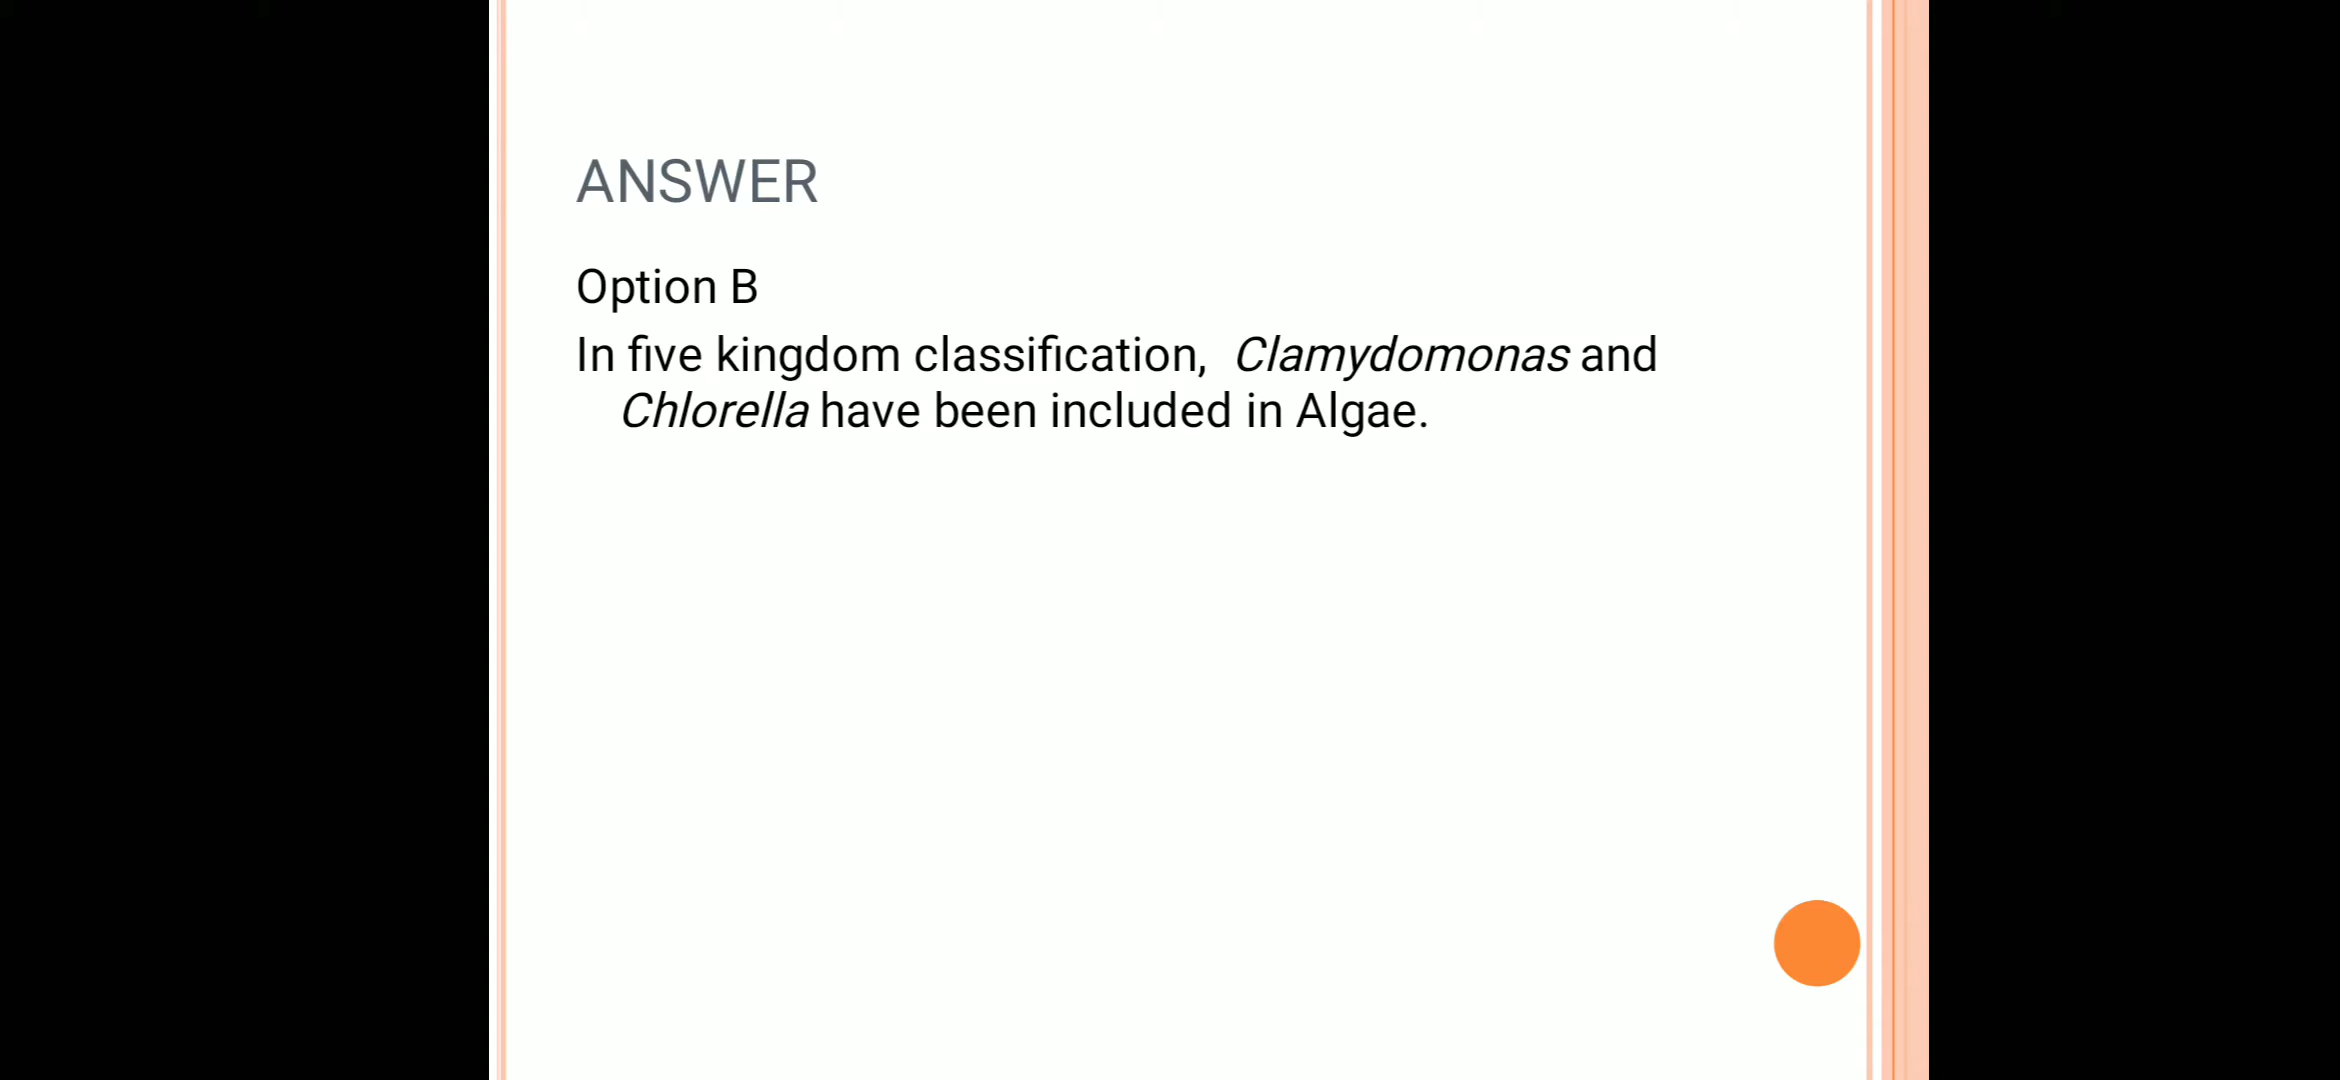 ANSWER
Option B
In five kingdom classification, Clamydomonas and
Chlorella have been included in Algae.